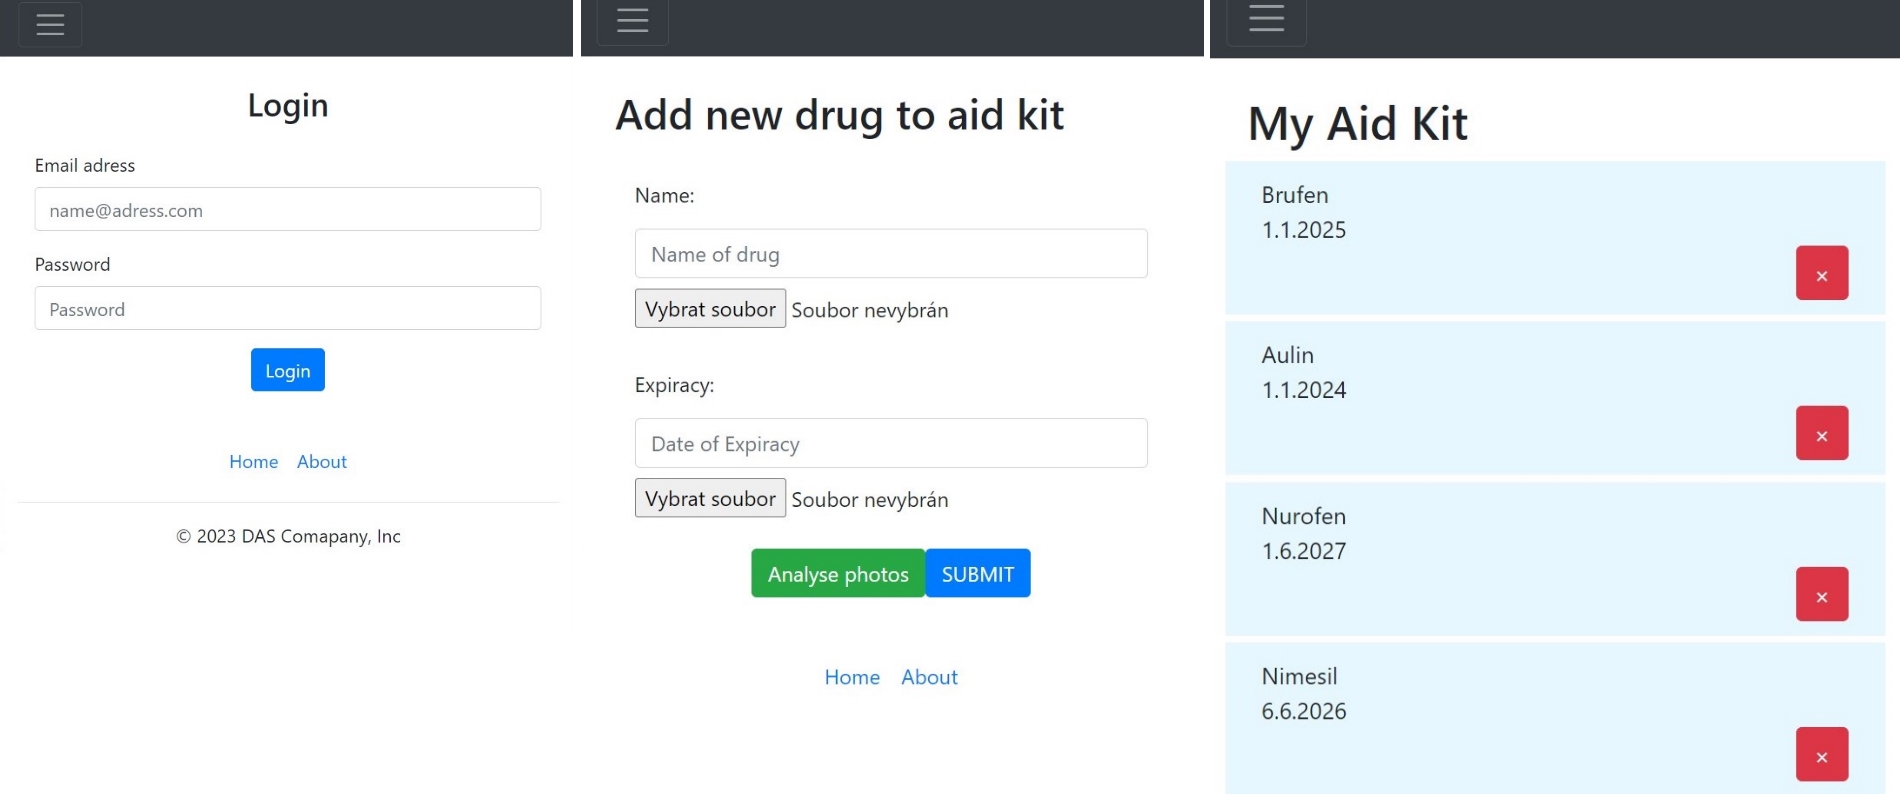 Login
Email adress
name@adress.com
Password
Password
Login
Home About
© 2023 DAS Comapany, Inc
Add new drug to aid kit
Name:
Name of drug
Vybrat soubor Soubor nevybrán
Expiracy:
Date of Expiracy
Vybrat soubor Soubor nevybrán
Analyse photos SUBMIT
Home About
My Aid Kit
Brufen
1.1.2025
×
Aulin
1.1.2024
×
Nurofen
1.6.2027
×
Nimesil
6.6.2026
×